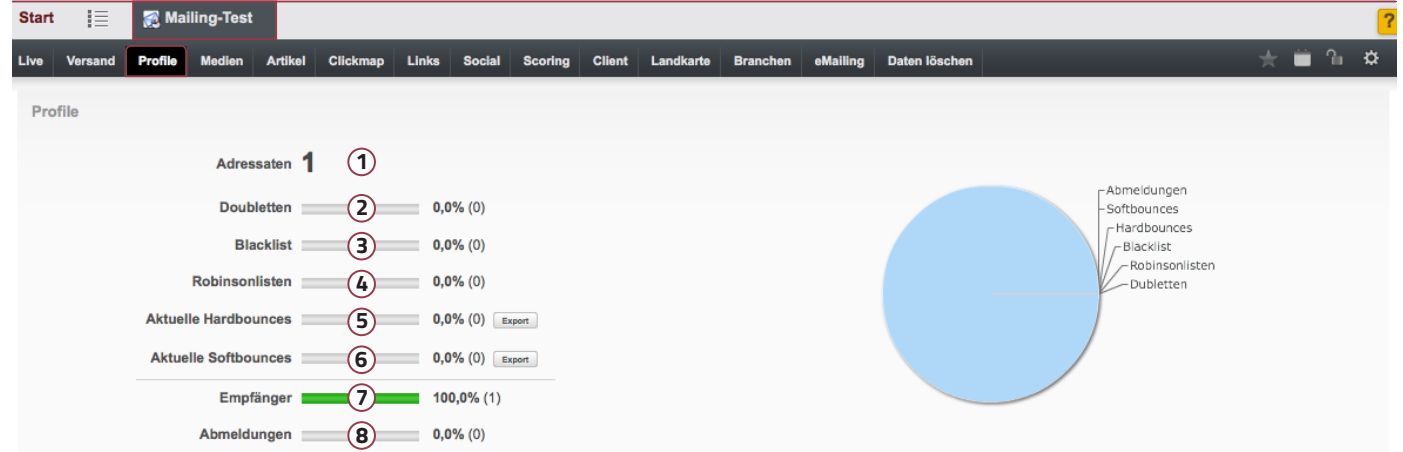 Start Mailing-Test ?
Live Versand Profile Medien Artikel Clickmap Links Social Scoring Client Landkarte Branchen eMailing Daten löschen
Profile
Adressaten 1 1
Doubletten 2 0,0% (0)
Blacklist 3 0,0% (0)
Robinsonlisten 4 0,0% (0)
Aktuelle Hardbounces 5 0,0% (0) Export
Aktuelle Softbounces 6 0,0% (0) Export
Empfänger 7 100,0% (1)
Abmeldungen 8 0,0% (0)
Abmeldungen
Softbounces
Hardbounces
Blacklist
Robinsonlisten
Dubletten